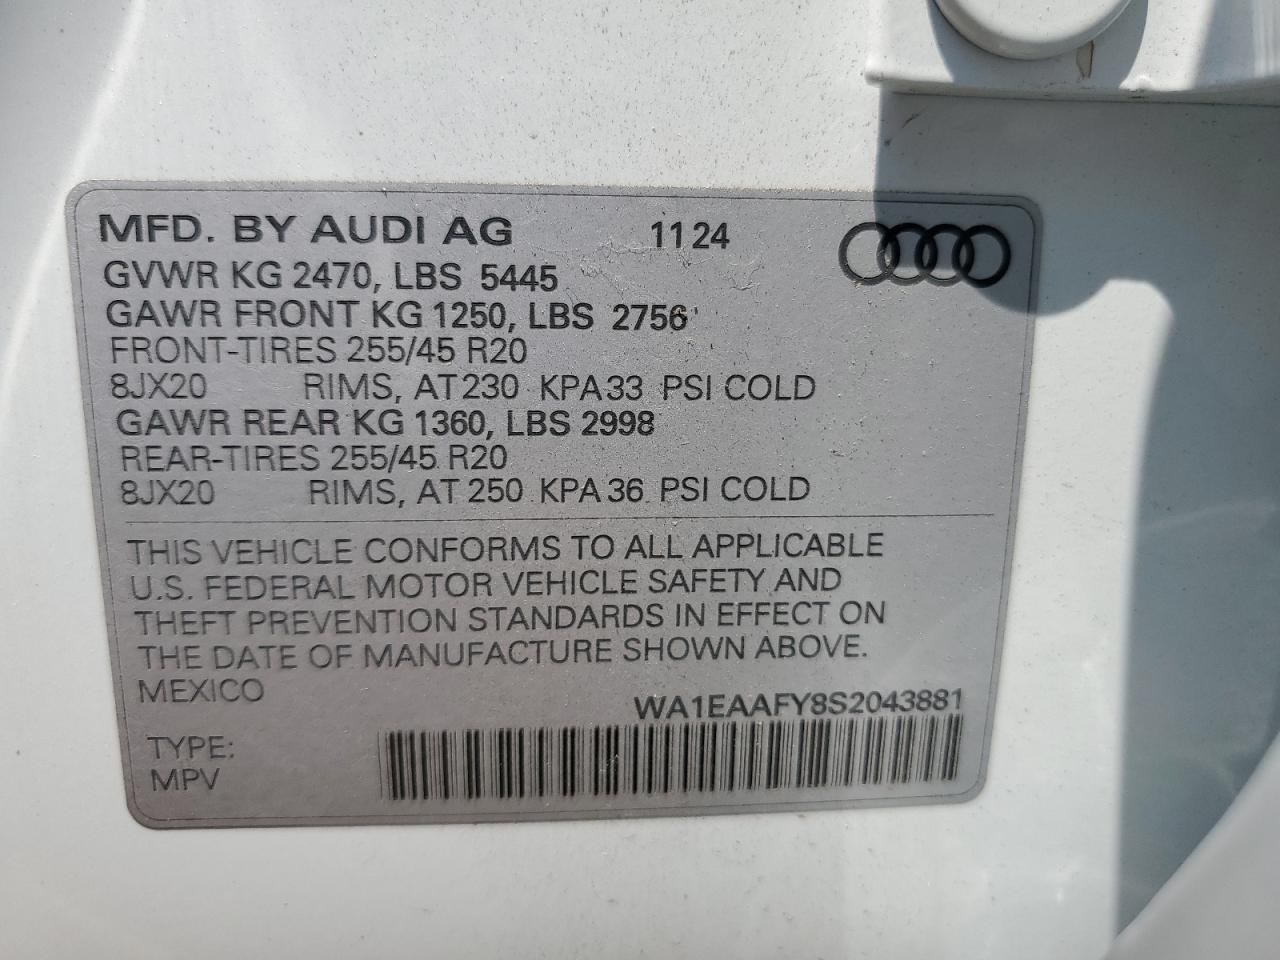 MFD. BY AUDI AG 11 24
GVWR KG 2470, LBS 5445
GAWR FRONT KG 1250, LBS 2756
FRONT-TIRES 255/45 R20
8JX20 RIMS, AT 230 KPA 33 PSI COLD
GAWR REAR KG 1360, LBS 2998
REAR-TIRES 255/45 R20
8JX20 RIMS, AT 250 KPA 36 PSI COLD
THIS VEHICLE CONFORMS TO ALL APPLICABLE
U.S. FEDERAL MOTOR VEHICLE SAFETY AND
THEFT PREVENTION STANDARDS IN EFFECT ON
THE DATE OF MANUFACTURE SHOWN ABOVE.
MEXICO
WA1EAAFY8S2043881
TYPE:
MPV